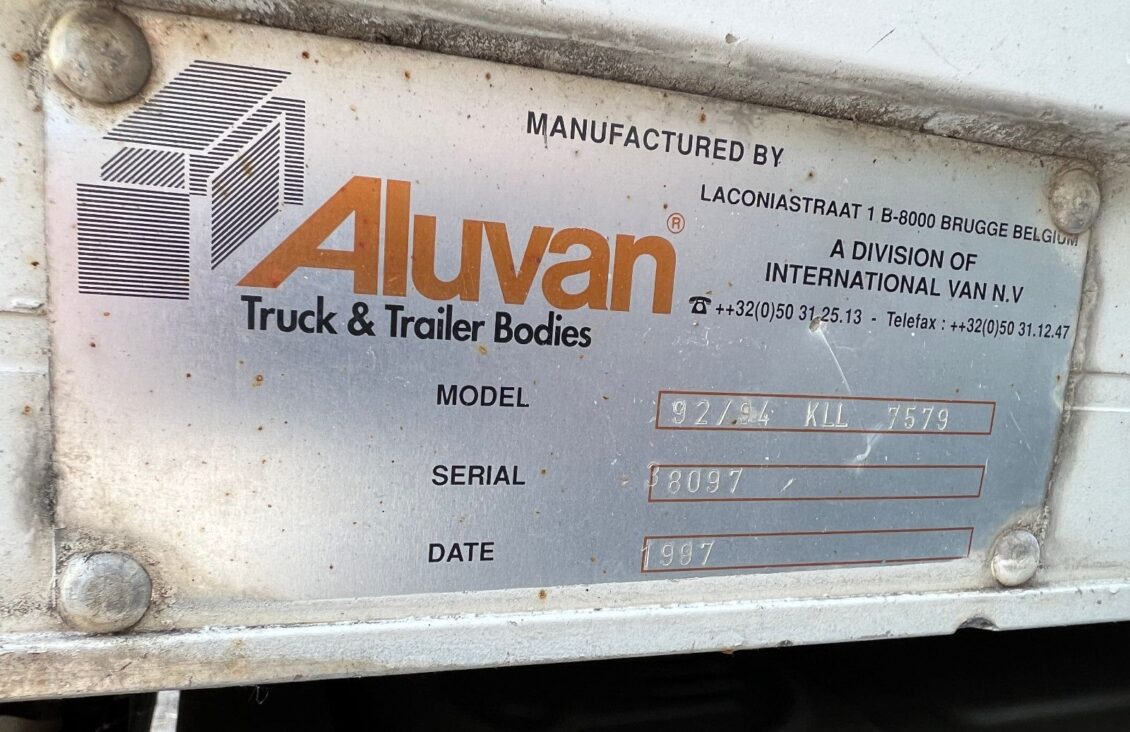 MANUFACTURED BY
LACONIASTRAAT 1 B-8000 BRUGGE BELGIUM
A DIVISION OF
INTERNATIONAL VAN N.V
☎ ++32(0)50 31.25.13 - Telefax : ++32(0)50 31.12.47
Aluvan®
Truck & Trailer Bodies
MODEL 92/94 KLL 7579
SERIAL 38097
DATE 1997